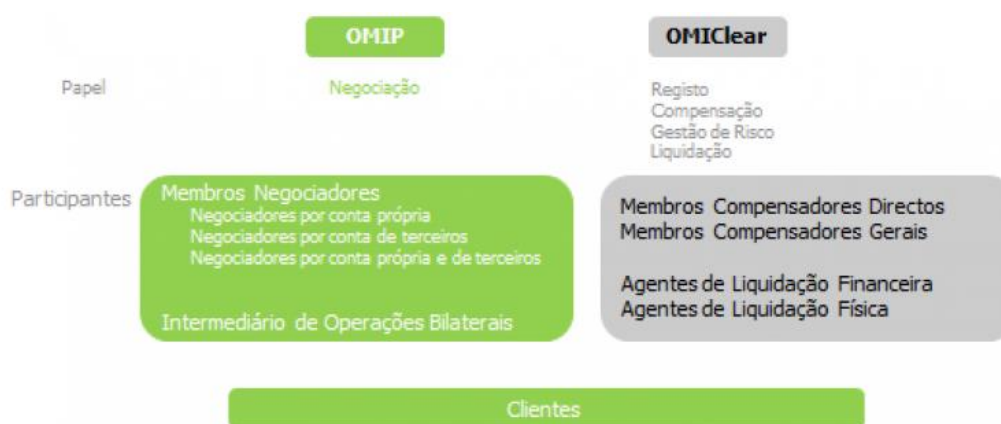 OMIP
OMIClear
Papel
Negociação
Registo
Compensação
Gestão de Risco
Liquidação
Participantes
Membros Negociadores
Negociadores por conta própria
Negociadores por conta de terceiros
Negociadores por conta própria e de terceiros
Intermediário de Operações Bilaterais
Membros Compensadores Directos
Membros Compensadores Gerais
Agentes de Liquidação Financeira
Agentes de Liquidação Física
Clientes